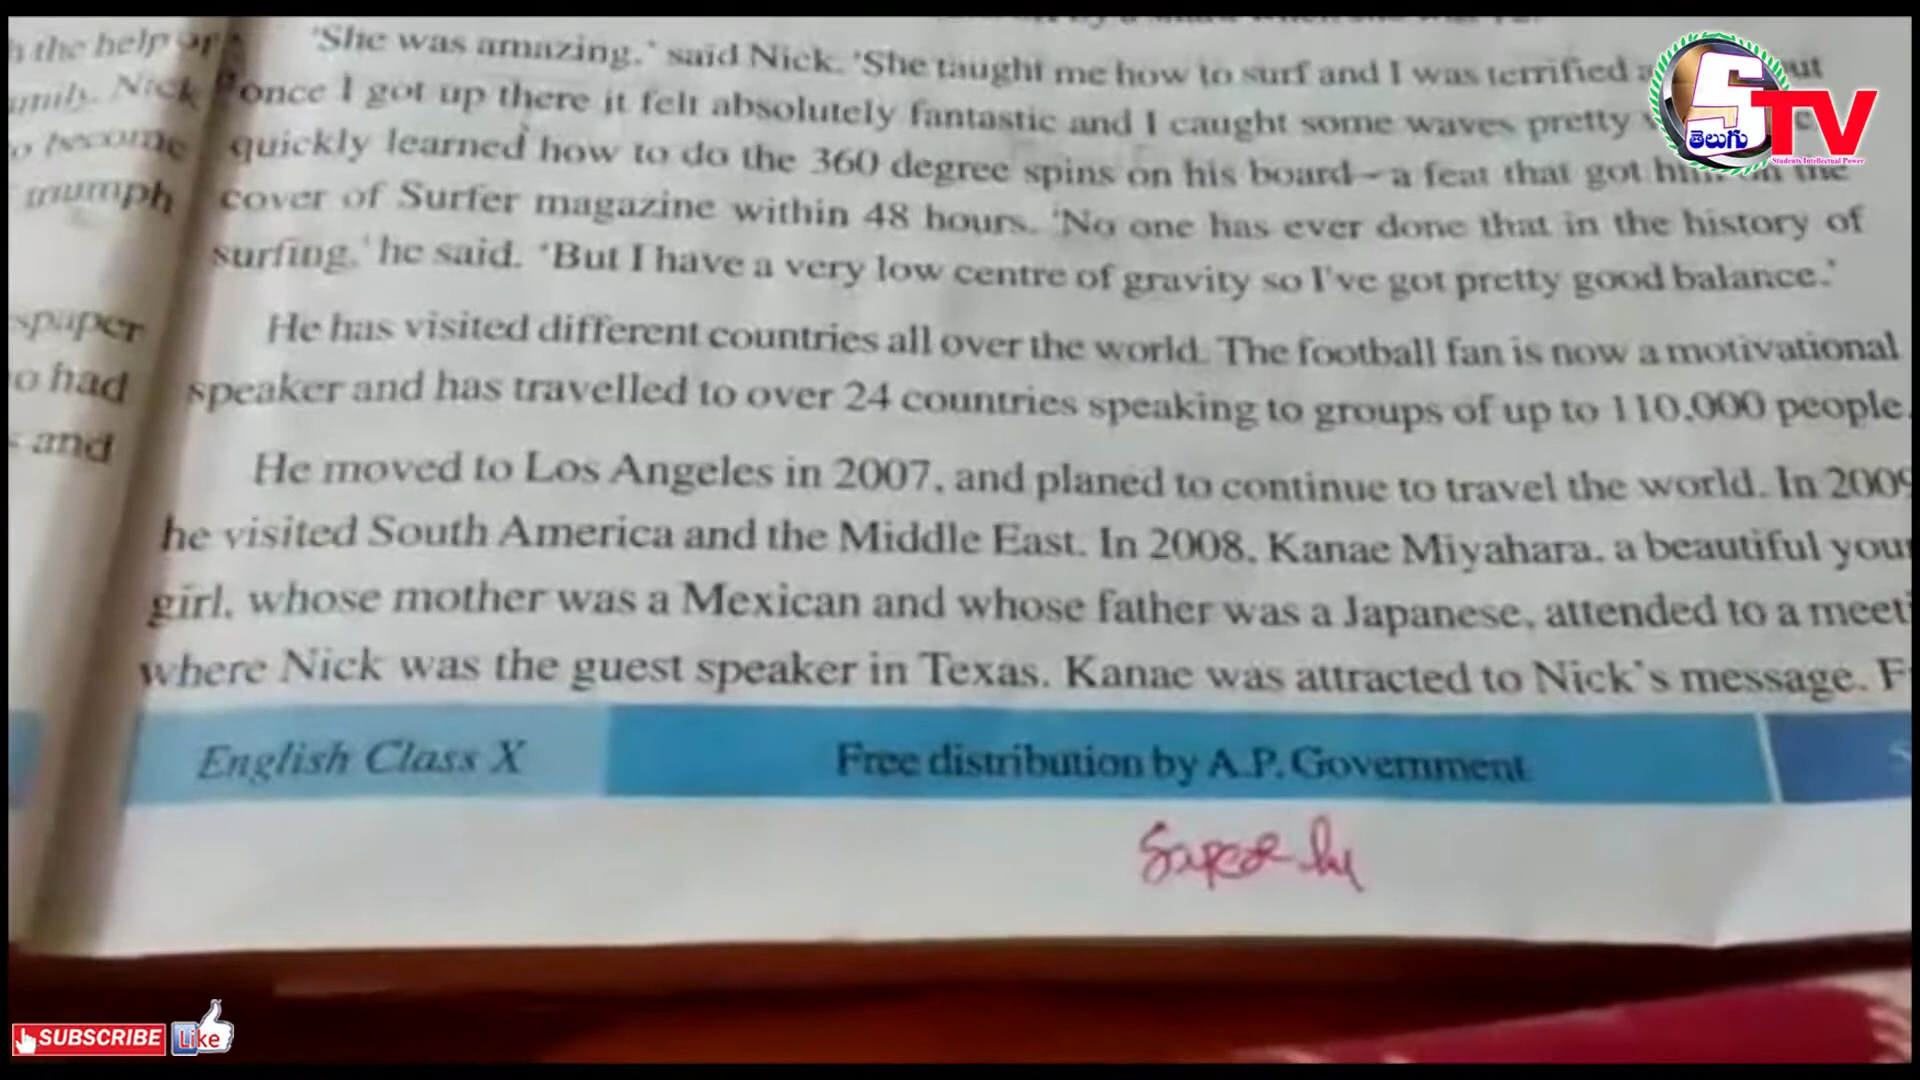 'She was amazing,' said Nick. 'She taught me how to surf and I was terrified
once I got up there it felt absolutely fantastic and I caught some waves pretty
quickly learned how to do the 360 degree spins on his board– a feat that got him the
cover of Surfer magazine within 48 hours. 'No one has ever done that in the history of
surfing,' he said. 'But I have a very low centre of gravity so I've got pretty good balance.'
He has visited different countries all over the world. The football fan is now a motivational
speaker and has travelled to over 24 countries speaking to groups of up to 110,000 people.
He moved to Los Angeles in 2007, and planed to continue to travel the world. In 2009
he visited South America and the Middle East. In 2008, Kanae Miyahara, a beautiful
girl, whose mother was a Mexican and whose father was a Japanese, attended to a
where Nick was the guest speaker in Texas. Kanae was attracted to Nick's message.
English Class X Free distribution by A.P. Government
h the help or
amily. Nick
o become
triumph
spaper
o had
and
S TV
తెలుగు
Students Intellectual Power
SUBSCRIBE Like